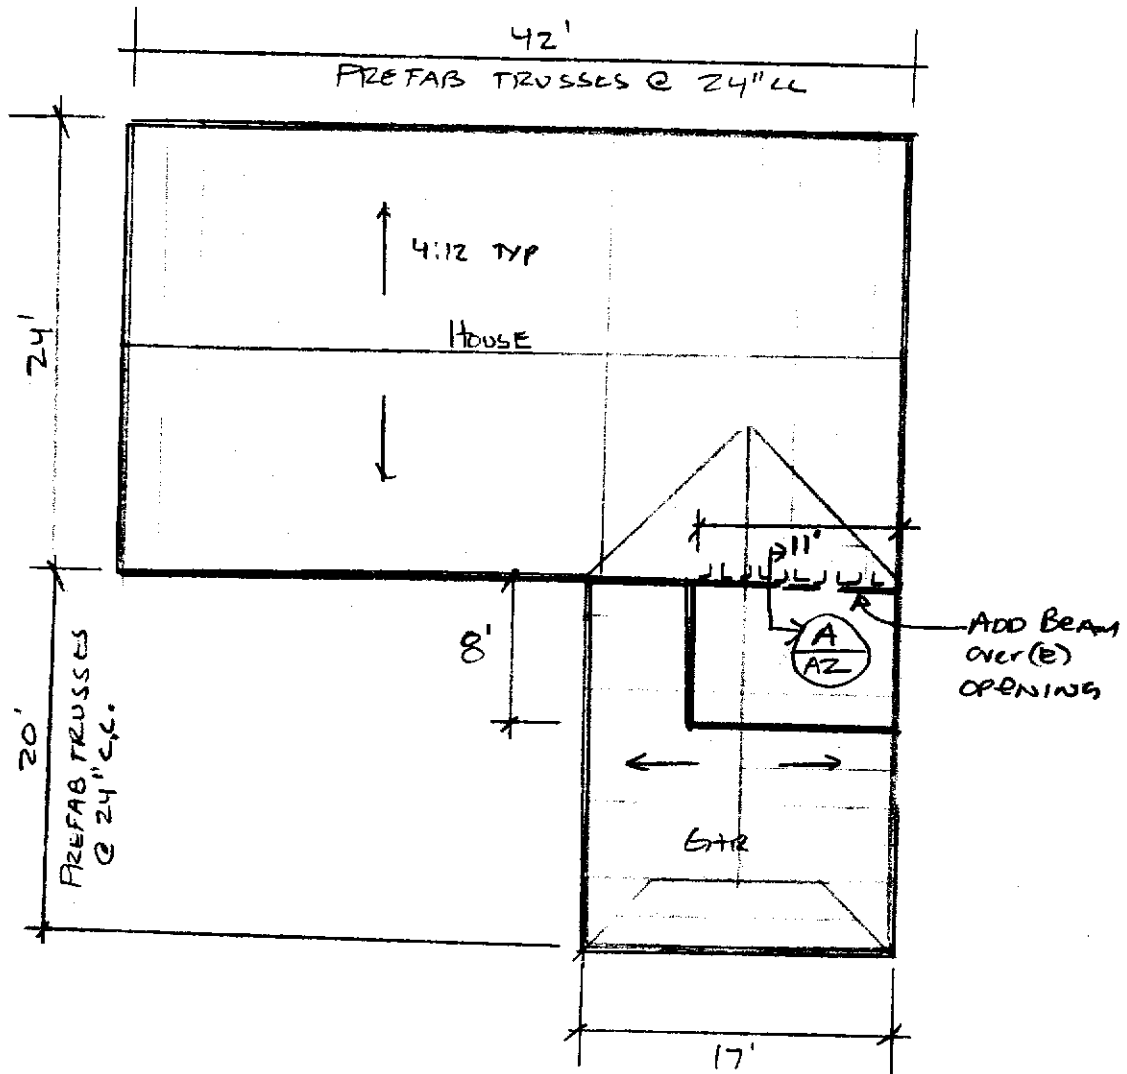 42'
PREFAB TRUSSES @ 24" CC
24'
4:12 TYP
HOUSE
11'
8'
A
A2
ADD BEAM
over (E)
OPENING
20'
PREFAB TRUSSES
@ 24" C.C.
GAR
17'